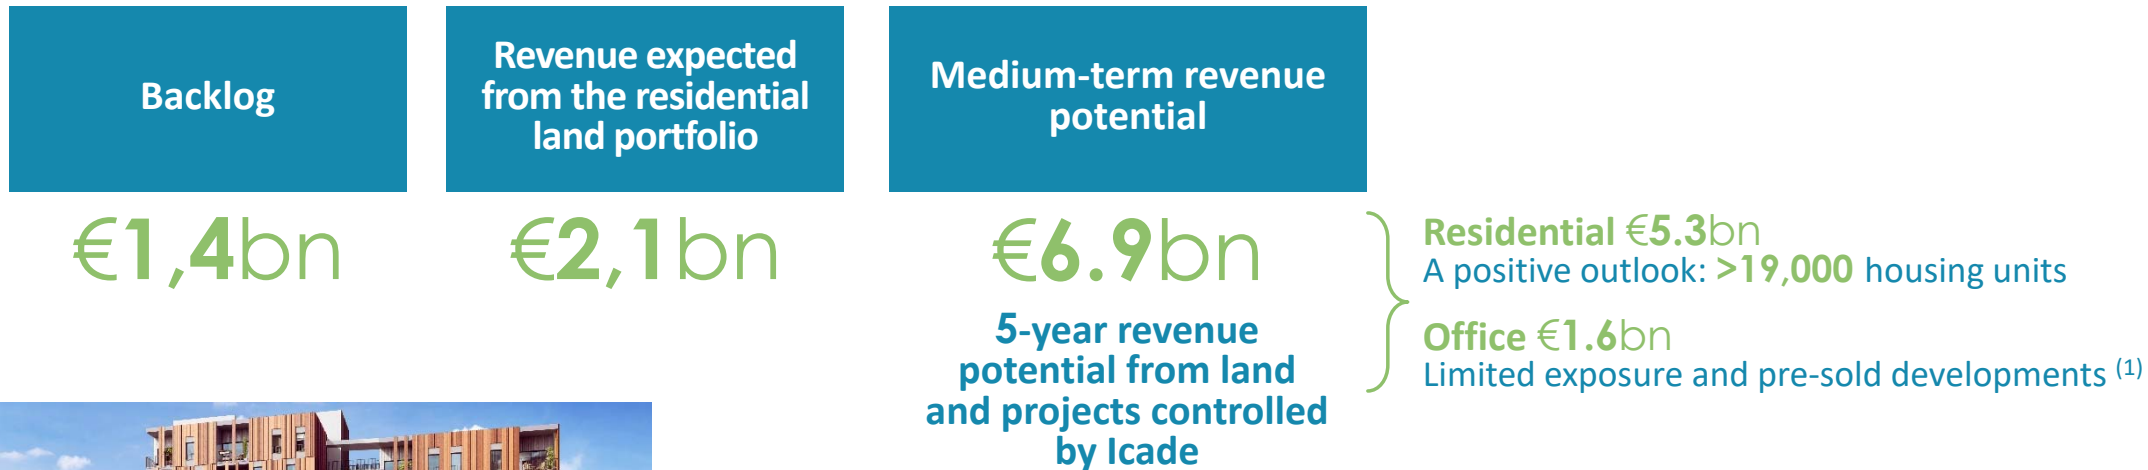 Backlog
Revenue expected
from the residential
land portfolio
Medium-term revenue
potential
€1,4bn
€2,1bn
€6.9bn
5-year revenue
potential from land
and projects controlled
by Icade
Residential €5.3bn
A positive outlook: >19,000 housing units
Office €1.6bn
Limited exposure and pre-sold developments (1)